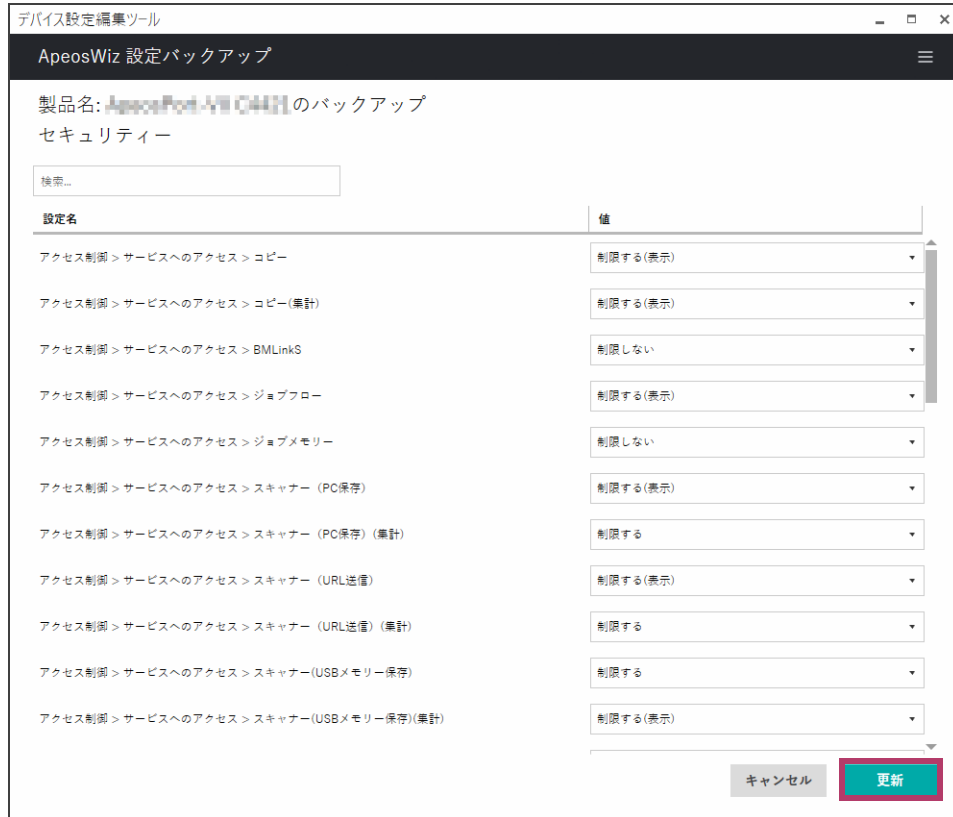 デバイス設定編集ツール
ApeosWiz 設定バックアップ
製品名: のバックアップ
セキュリティー
検索...
設定名 値
アクセス制御 > サービスへのアクセス > コピー 制限する(表示)
アクセス制御 > サービスへのアクセス > コピー(集計) 制限する(表示)
アクセス制御 > サービスへのアクセス > BMLinkS 制限しない
アクセス制御 > サービスへのアクセス > ジョブフロー 制限する(表示)
アクセス制御 > サービスへのアクセス > ジョブメモリー 制限しない
アクセス制御 > サービスへのアクセス > スキャナー（PC保存） 制限する(表示)
アクセス制御 > サービスへのアクセス > スキャナー（PC保存）(集計) 制限する
アクセス制御 > サービスへのアクセス > スキャナー（URL送信） 制限する(表示)
アクセス制御 > サービスへのアクセス > スキャナー（URL送信）(集計) 制限する
アクセス制御 > サービスへのアクセス > スキャナー(USBメモリー保存) 制限する
アクセス制御 > サービスへのアクセス > スキャナー(USBメモリー保存)(集計) 制限する(表示)
キャンセル 更新